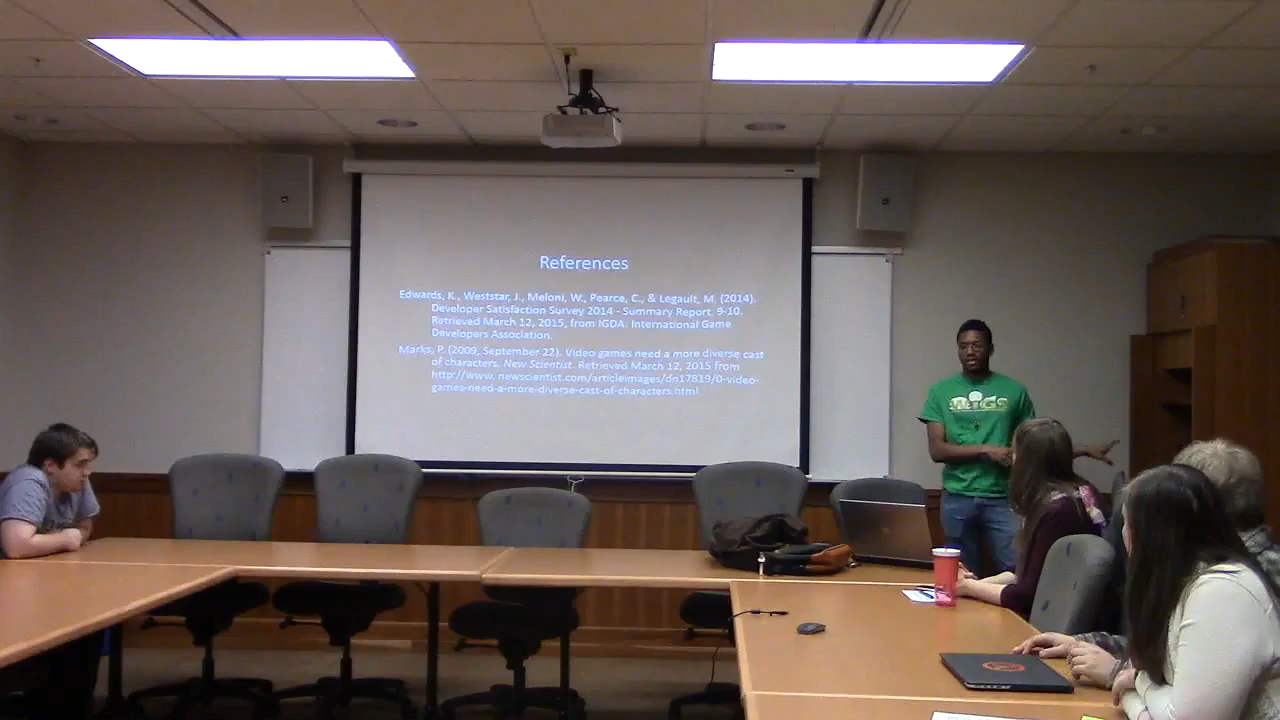 References
Edwards, K., Weststar, J., Meloni, W., Pearce, C., & Legault, M. (2014).
Developer Satisfaction Survey 2014 - Summary Report. 9-10.
Retrieved March 12, 2015, from IGDA: International Game
Developers Association.
Marks, P. (2009, September 22). Video games need a more diverse cast
of characters. New Scientist. Retrieved March 12, 2015 from
http://www.newscientist.com/articleimages/dn17819/0-video-
games-need-a-more-diverse-cast-of-characters.html